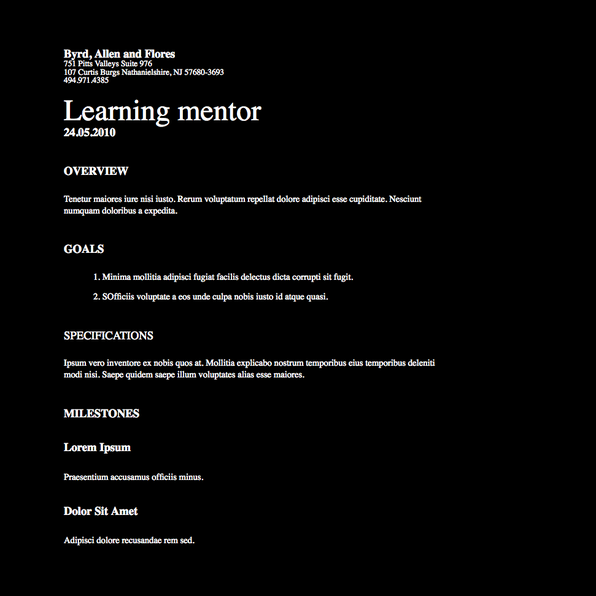 Byrd, Allen and Flores
751 Pitts Valleys Suite 976
107 Curtis Burgs Nathanielshire, NJ 57680-3693
494.971.4385
Learning mentor
24.05.2010
OVERVIEW
Tenetur maiores iure nisi iusto. Rerum voluptatum repellat dolore adipisci esse cupiditate. Nesciunt
numquam doloribus a expedita.
GOALS
1. Minima mollitia adipisci fugiat facilis delectus dicta corrupti sit fugit.
2. SOfficiis voluptate a eos unde culpa nobis iusto id atque quasi.
SPECIFICATIONS
Ipsum vero inventore ex nobis quos at. Mollitia explicabo nostrum temporibus eius temporibus deleniti
modi nisi. Saepe quidem saepe illum voluptates alias esse maiores.
MILESTONES
Lorem Ipsum
Praesentium accusamus officiis minus.
Dolor Sit Amet
Adipisci dolore recusandae rem sed.